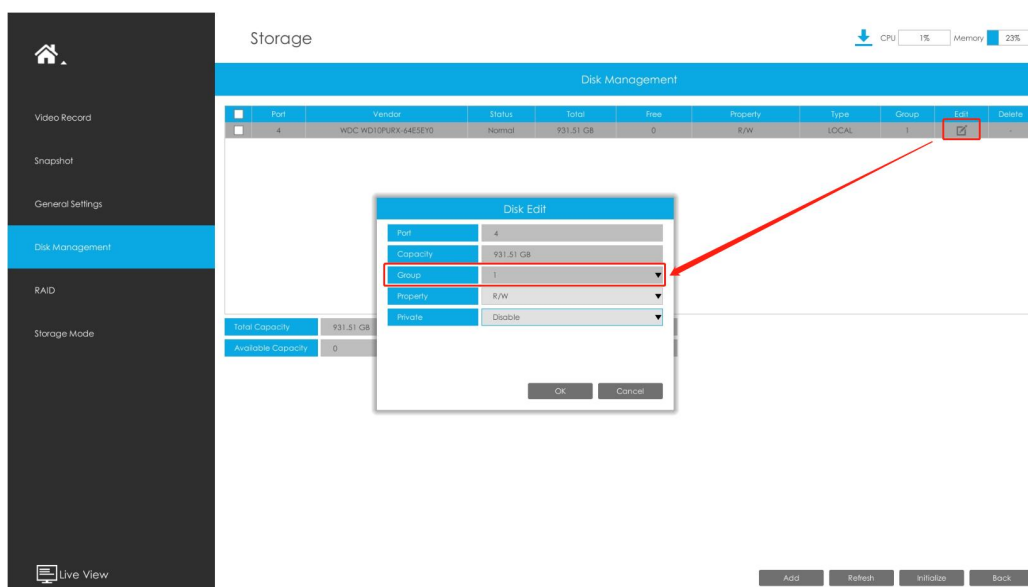 Storage
CPU 1% Memory 23%
Disk Management
Video Record
Snapshot
General Settings
Disk Management
RAID
Storage Mode
Live View
Port Vendor Status Total Free Property Type Group Edit Delete
4 WDC WD10PURX-64E5EY0 Normal 931.51 GB 0 R/W LOCAL 1 -
Disk Edit
Port 4
Capacity 931.51 GB
Group 1
Property R/W
Private Disable
OK Cancel
Total Capacity 931.51 GB
Available Capacity 0
Add Refresh Initialize Back